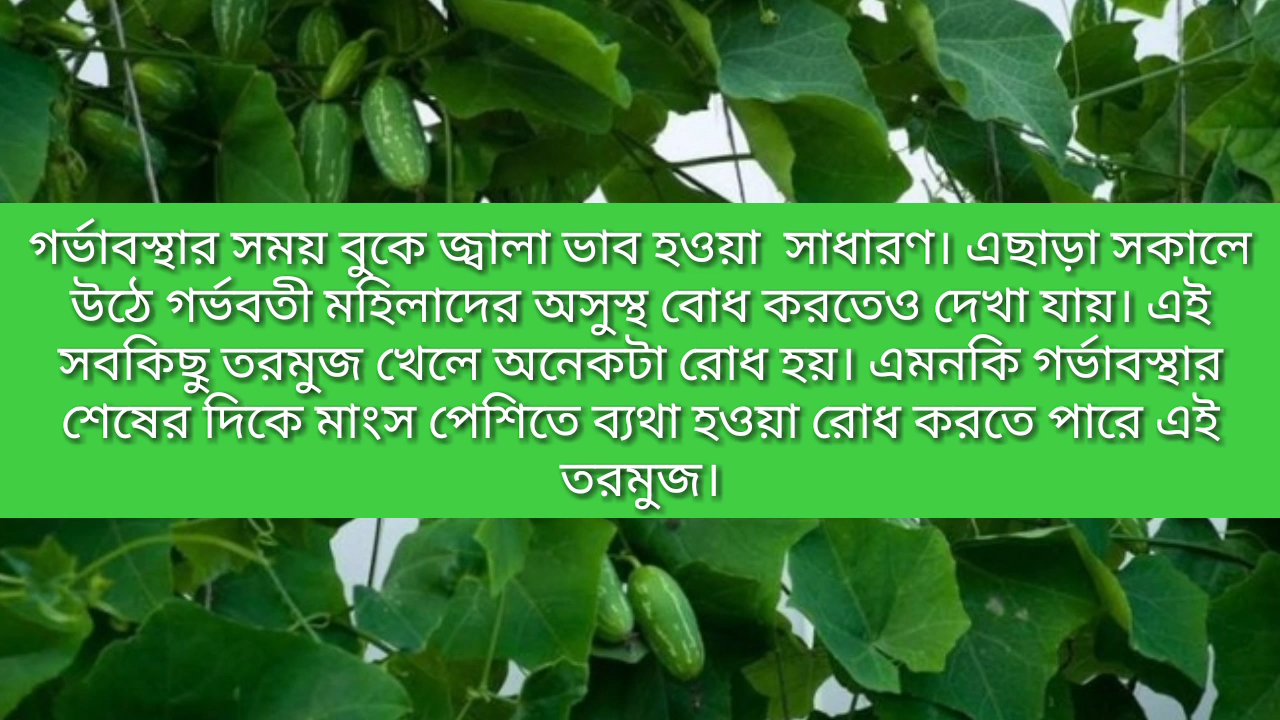 গর্ভাবস্থার সময় বুকে জ্বালা ভাব হওয়া  সাধারণ। এছাড়া সকালে
উঠে গর্ভবতী মহিলাদের অসুস্থ বোধ করতেও দেখা যায়। এই
সবকিছু তরমুজ খেলে অনেকটা রোধ হয়। এমনকি গর্ভাবস্থার
শেষের দিকে মাংস পেশিতে ব্যথা হওয়া রোধ করতে পারে এই
তরমুজ।